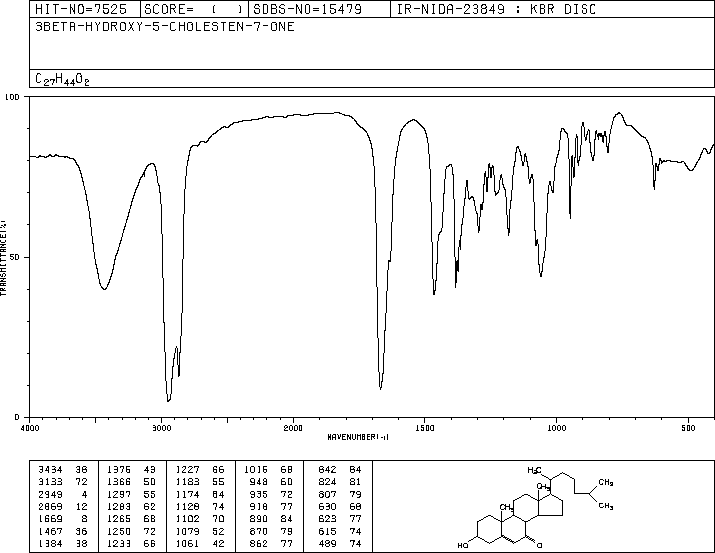 HIT-NO=7525 SCORE= ( ) SDBS-NO=15479 IR-NIDA-23849 : KBR DISC
3BETA-HYDROXY-5-CHOLESTEN-7-ONE
C27H44O2
100
50
0
TRANSMITTANCE(%)
4000 3000 2000 1500 1000 500
WAVENUMBER(-1)
3434 38 1376 43 1227 66 1016 68 842 84
3133 72 1366 50 1183 55 948 60 824 81
2949 4 1297 55 1174 84 935 72 807 79
2869 12 1283 62 1128 74 918 77 630 68
1669 8 1265 68 1102 70 890 84 623 77
1467 36 1250 72 1079 52 870 79 615 74
1384 38 1233 66 1061 42 862 77 489 74
CH3
CH3
CH3
CH3
CH3
HO
O